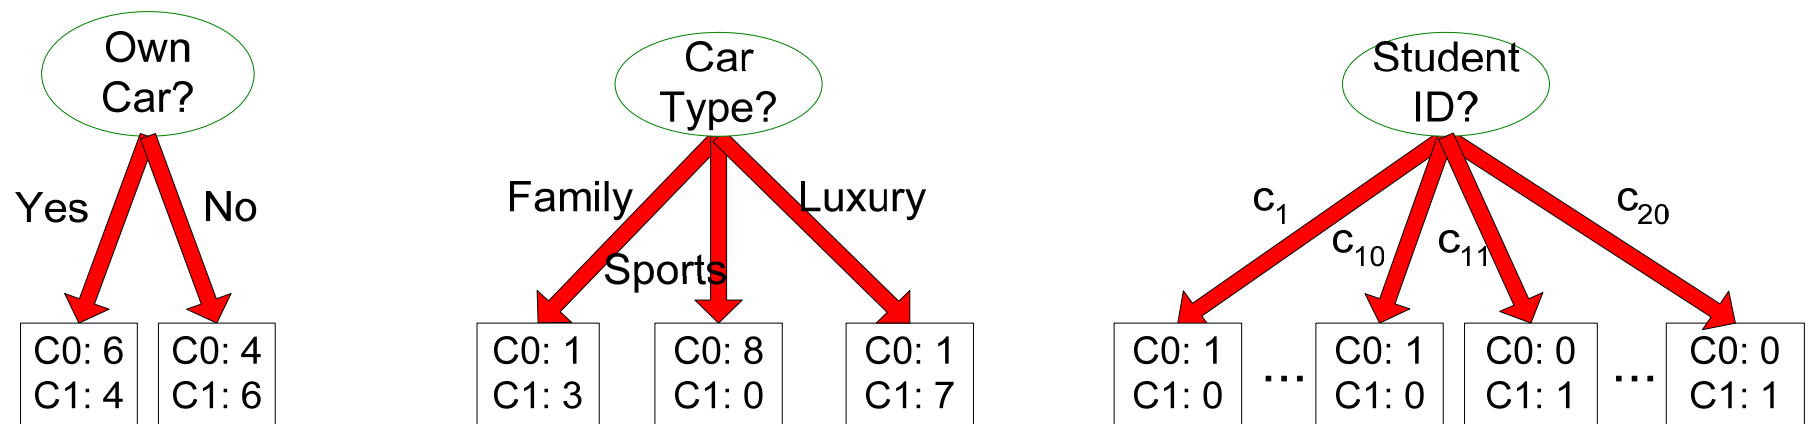 Own
Car?
Yes
No
C0: 6
C1: 4
C0: 4
C1: 6
Car
Type?
Family
Sports
Luxury
C0: 1
C1: 3
C0: 8
C1: 0
C0: 1
C1: 7
Student
ID?
c1
c10
c11
c20
C0: 1
C1: 0
...
C0: 1
C1: 0
C0: 0
C1: 1
...
C0: 0
C1: 1